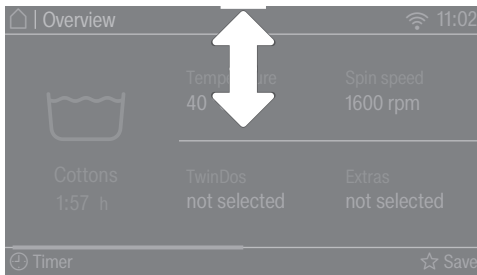 | Overview 11:02
Temperature Spin speed
40 1600 rpm
Cottons
1:57 h
TwinDos Extras
not selected not selected
Timer Save